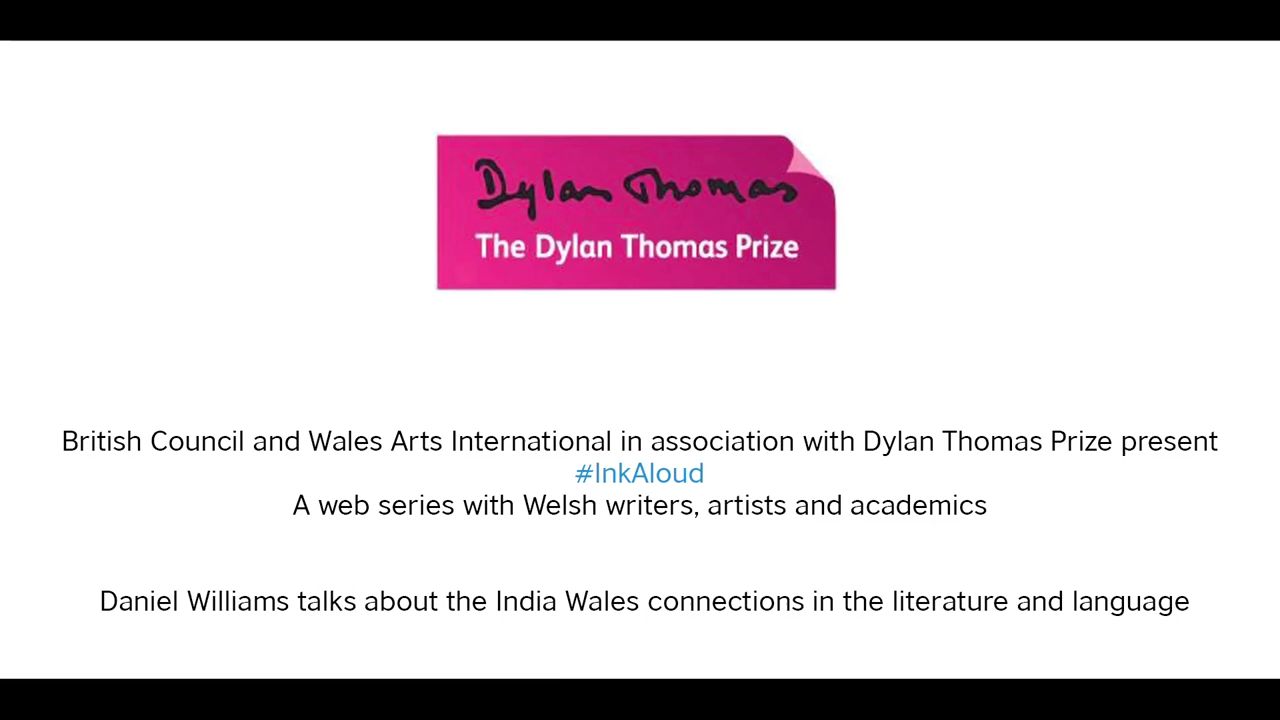 Dylan Thomas
The Dylan Thomas Prize
British Council and Wales Arts International in association with Dylan Thomas Prize present
#InkAloud
A web series with Welsh writers, artists and academics
Daniel Williams talks about the India Wales connections in the literature and language